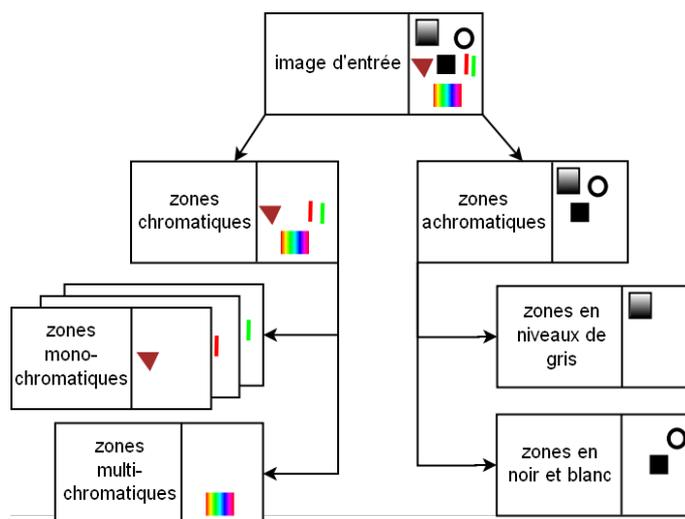 image d'entrée
zones
chromatiques
zones
achromatiques
zones
mono-
chromatiques
zones en
niveaux de
gris
zones
multi-
chromatiques
zones en
noir et blanc